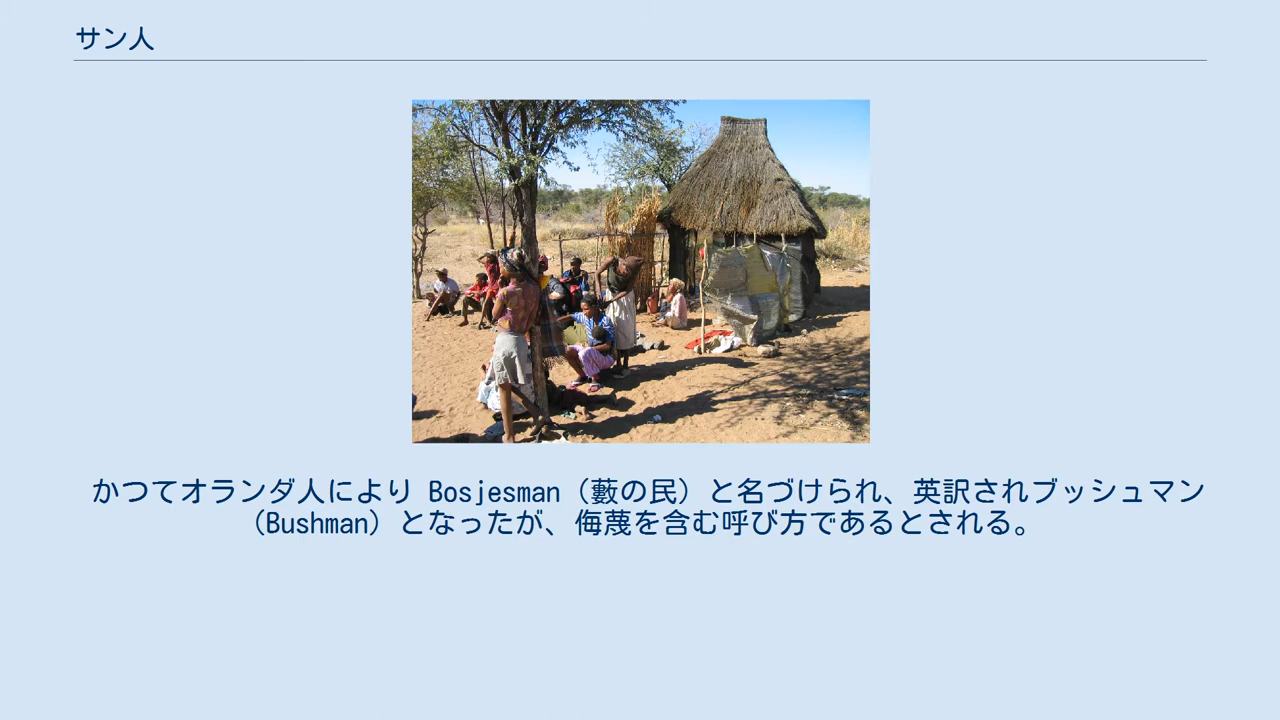 サン人
かつてオランダ人により Bosjesman（藪の民）と名づけられ、英訳されブッシュマン
（Bushman）となったが、侮蔑を含む呼び方であるとされる。